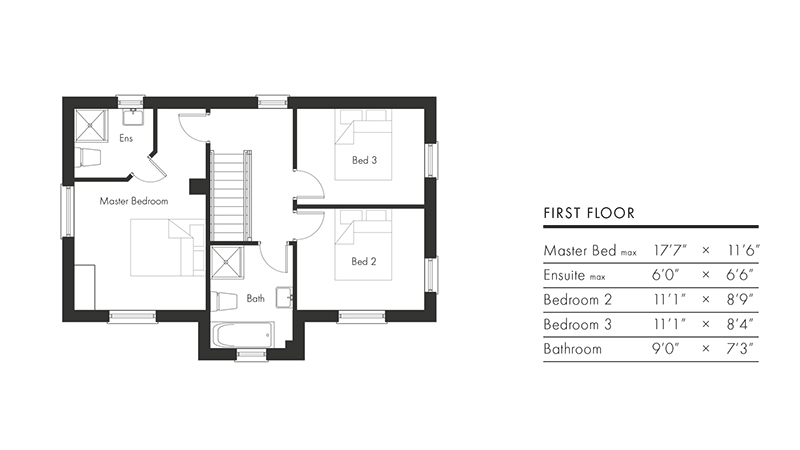 Ens
Bed 3
Master Bedroom
Bed 2
Bath
FIRST FLOOR
Master Bed max 17’7” × 11’6”
Ensuite max 6’0” × 6’6”
Bedroom 2 11’1” × 8’9”
Bedroom 3 11’1” × 8’4”
Bathroom 9’0” × 7’3”